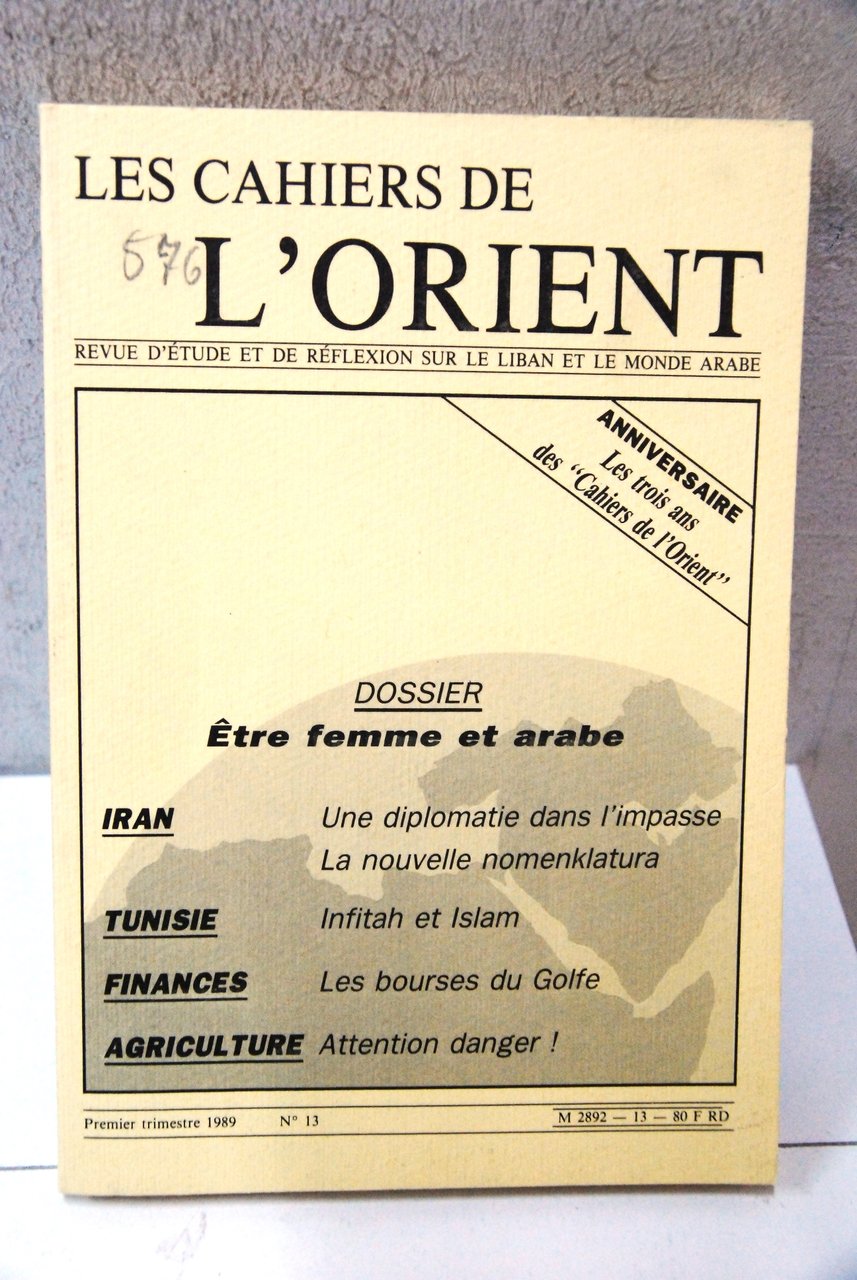 LES CAHIERS DE
576
L'ORIENT
REVUE D'ÉTUDE ET DE RÉFLEXION SUR LE LIBAN ET LE MONDE ARABE
ANNIVERSAIRE
Les trois ans
des “Cahiers de l'Orient”
DOSSIER
Être femme et arabe
IRAN Une diplomatie dans l'impasse
La nouvelle nomenklatura
TUNISIE Infitah et Islam
FINANCES Les bourses du Golfe
AGRICULTURE Attention danger !
Premier trimestre 1989 N° 13 M 2892 — 13 — 80 F RD